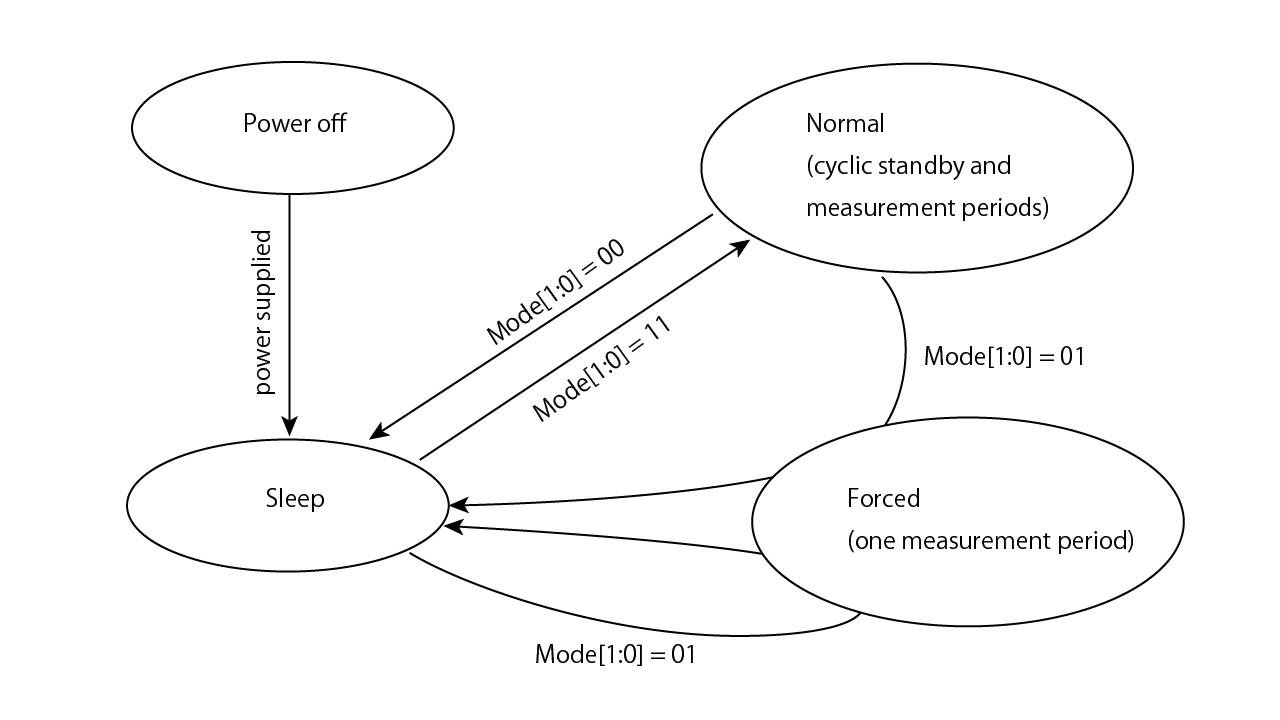 Power off
Normal
(cyclic standby and
measurement periods)
power supplied
Mode[1:0] = 00
Mode[1:0] = 11
Mode[1:0] = 01
Sleep
Forced
(one measurement period)
Mode[1:0] = 01